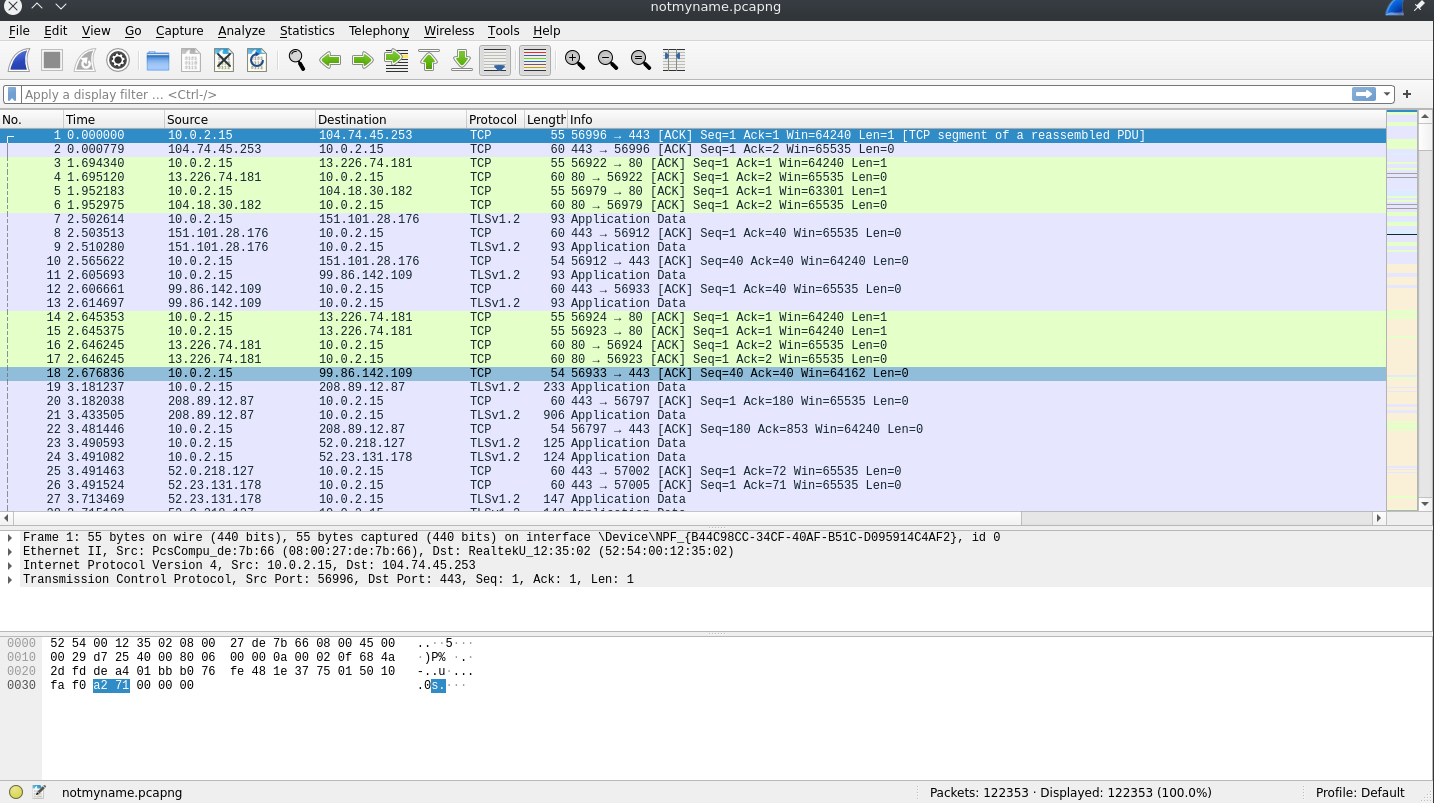 notmyname.pcapng
File Edit View Go Capture Analyze Statistics Telephony Wireless Tools Help
Apply a display filter ... <Ctrl-/>
No. Time Source Destination Protocol Length Info
1 0.000000 10.0.2.15 104.74.45.253 TCP 55 56996 → 443 [ACK] Seq=1 Ack=1 Win=64240 Len=1 [TCP segment of a reassembled PDU]
2 0.000779 104.74.45.253 10.0.2.15 TCP 60 443 → 56996 [ACK] Seq=1 Ack=2 Win=65535 Len=0
3 1.694340 10.0.2.15 13.226.74.181 TCP 55 56922 → 80 [ACK] Seq=1 Ack=1 Win=64240 Len=1
4 1.695120 13.226.74.181 10.0.2.15 TCP 60 80 → 56922 [ACK] Seq=1 Ack=2 Win=65535 Len=0
5 1.952183 10.0.2.15 104.18.30.182 TCP 55 56979 → 80 [ACK] Seq=1 Ack=1 Win=63301 Len=1
6 1.952975 104.18.30.182 10.0.2.15 TCP 60 80 → 56979 [ACK] Seq=1 Ack=2 Win=65535 Len=0
7 2.502614 10.0.2.15 151.101.28.176 TLSv1.2 93 Application Data
8 2.503513 151.101.28.176 10.0.2.15 TCP 60 443 → 56912 [ACK] Seq=1 Ack=40 Win=65535 Len=0
9 2.510280 151.101.28.176 10.0.2.15 TLSv1.2 93 Application Data
10 2.565622 10.0.2.15 151.101.28.176 TCP 54 56912 → 443 [ACK] Seq=40 Ack=40 Win=64240 Len=0
11 2.605693 10.0.2.15 99.86.142.109 TLSv1.2 93 Application Data
12 2.606661 99.86.142.109 10.0.2.15 TCP 60 443 → 56933 [ACK] Seq=1 Ack=40 Win=65535 Len=0
13 2.614697 99.86.142.109 10.0.2.15 TLSv1.2 93 Application Data
14 2.645353 10.0.2.15 13.226.74.181 TCP 55 56924 → 80 [ACK] Seq=1 Ack=1 Win=64240 Len=1
15 2.645375 10.0.2.15 13.226.74.181 TCP 55 56923 → 80 [ACK] Seq=1 Ack=1 Win=64240 Len=1
16 2.646245 13.226.74.181 10.0.2.15 TCP 60 80 → 56924 [ACK] Seq=1 Ack=2 Win=65535 Len=0
17 2.646259 13.226.74.181 10.0.2.15 TCP 60 80 → 56923 [ACK] Seq=1 Ack=2 Win=65535 Len=0
18 2.676836 10.0.2.15 99.86.142.109 TCP 54 56933 → 443 [ACK] Seq=40 Ack=40 Win=64162 Len=0
19 3.181237 10.0.2.15 208.89.12.87 TLSv1.2 233 Application Data
20 3.182038 208.89.12.87 10.0.2.15 TCP 60 443 → 56797 [ACK] Seq=1 Ack=180 Win=65535 Len=0
21 3.433505 208.89.12.87 10.0.2.15 TLSv1.2 906 Application Data
22 3.481446 10.0.2.15 208.89.12.87 TCP 54 56797 → 443 [ACK] Seq=180 Ack=853 Win=64240 Len=0
23 3.490593 10.0.2.15 52.0.218.127 TLSv1.2 125 Application Data
24 3.491082 10.0.2.15 52.23.131.178 TLSv1.2 124 Application Data
25 3.491463 52.0.218.127 10.0.2.15 TCP 60 443 → 57002 [ACK] Seq=1 Ack=72 Win=65535 Len=0
26 3.491524 52.23.131.178 10.0.2.15 TCP 60 443 → 57005 [ACK] Seq=1 Ack=71 Win=65535 Len=0
27 3.713469 52.23.131.178 10.0.2.15 TLSv1.2 147 Application Data
Frame 1: 55 bytes on wire (440 bits), 55 bytes captured (440 bits) on interface \Device\NPF_{B44C98CC-34CF-40AF-B51C-D095914C4AF2}, id 0
Ethernet II, Src: PcsCompu_de:7b:66 (08:00:27:de:7b:66), Dst: RealtekU_12:35:02 (52:54:00:12:35:02)
Internet Protocol Version 4, Src: 10.0.2.15, Dst: 104.74.45.253
Transmission Control Protocol, Src Port: 56996, Dst Port: 443, Seq: 1, Ack: 1, Len: 1
0000 52 54 00 12 35 02 08 00 27 de 7b 66 08 00 45 00 ..··5···
0010 00 29 d7 25 40 00 80 06 00 00 0a 00 02 0f 68 4a ·)P% ·.·
0020 2d fd de a4 01 bb b0 76 fe 48 1e 37 75 01 50 10 -..u·...
0030 fa f0 a2 71 00 00 00 .0s.···
notmyname.pcapng
Packets: 122353 · Displayed: 122353 (100.0%)
Profile: Default